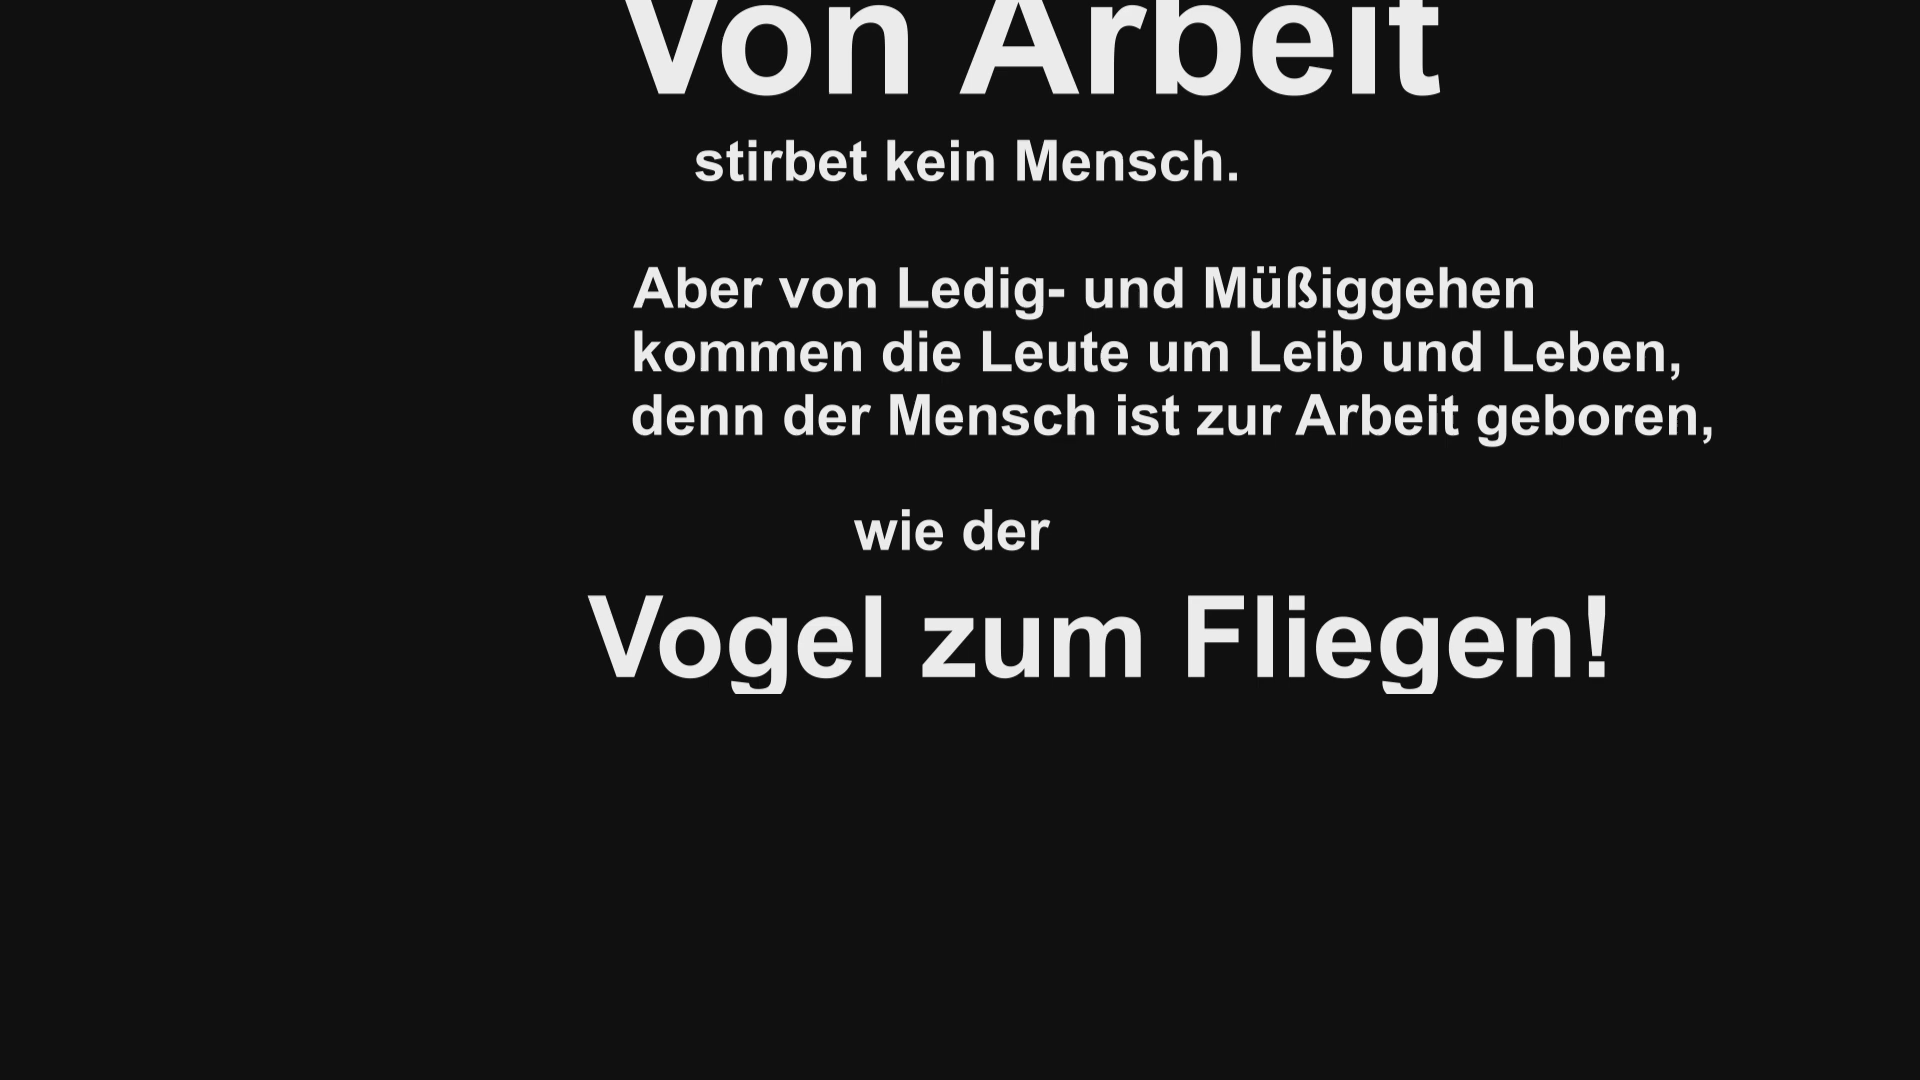 Von Arbeit
stirbet kein Mensch.
Aber von Ledig- und Müßiggehen
kommen die Leute um Leib und Leben,
denn der Mensch ist zur Arbeit geboren,
wie der
Vogel zum Fliegen!